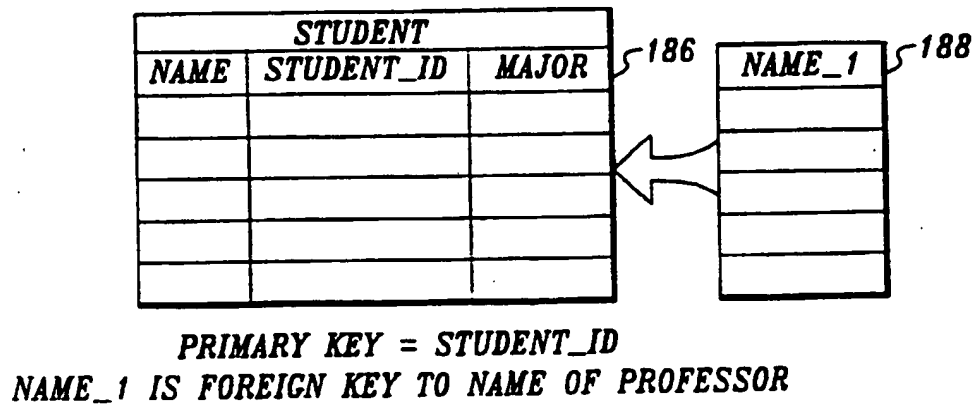 STUDENT
NAME STUDENT_ID MAJOR
186
NAME_1
188
PRIMARY KEY = STUDENT_ID
NAME_1 IS FOREIGN KEY TO NAME OF PROFESSOR